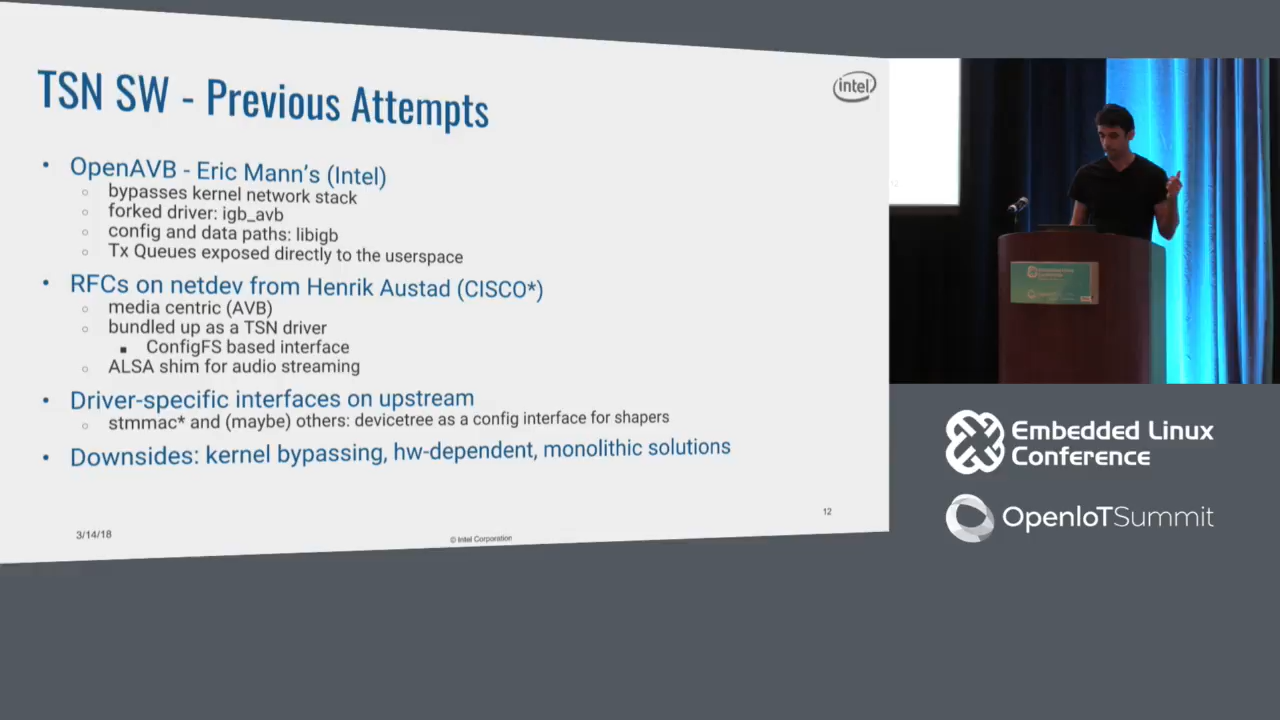 TSN SW - Previous Attempts
intel
• OpenAVB - Eric Mann's (Intel)
○ bypasses kernel network stack
○ forked driver: igb_avb
○ config and data paths: libigb
○ Tx Queues exposed directly to the userspace
• RFCs on netdev from Henrik Austad (CISCO*)
○ media centric (AVB)
○ bundled up as a TSN driver
■ ConfigFS based interface
○ ALSA shim for audio streaming
• Driver-specific interfaces on upstream
○ stmmac* and (maybe) others: devicetree as a config interface for shapers
• Downsides: kernel bypassing, hw-dependent, monolithic solutions
3/14/18
© Intel Corporation
12
Embedded Linux
Conference
OpenIoTSummit